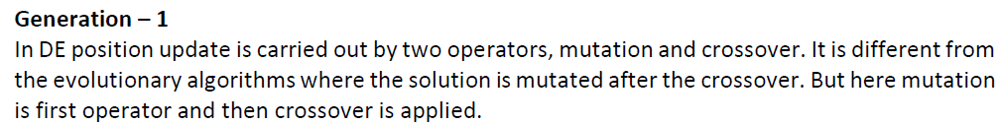 Generation – 1
In DE position update is carried out by two operators, mutation and crossover. It is different from
the evolutionary algorithms where the solution is mutated after the crossover. But here mutation
is first operator and then crossover is applied.